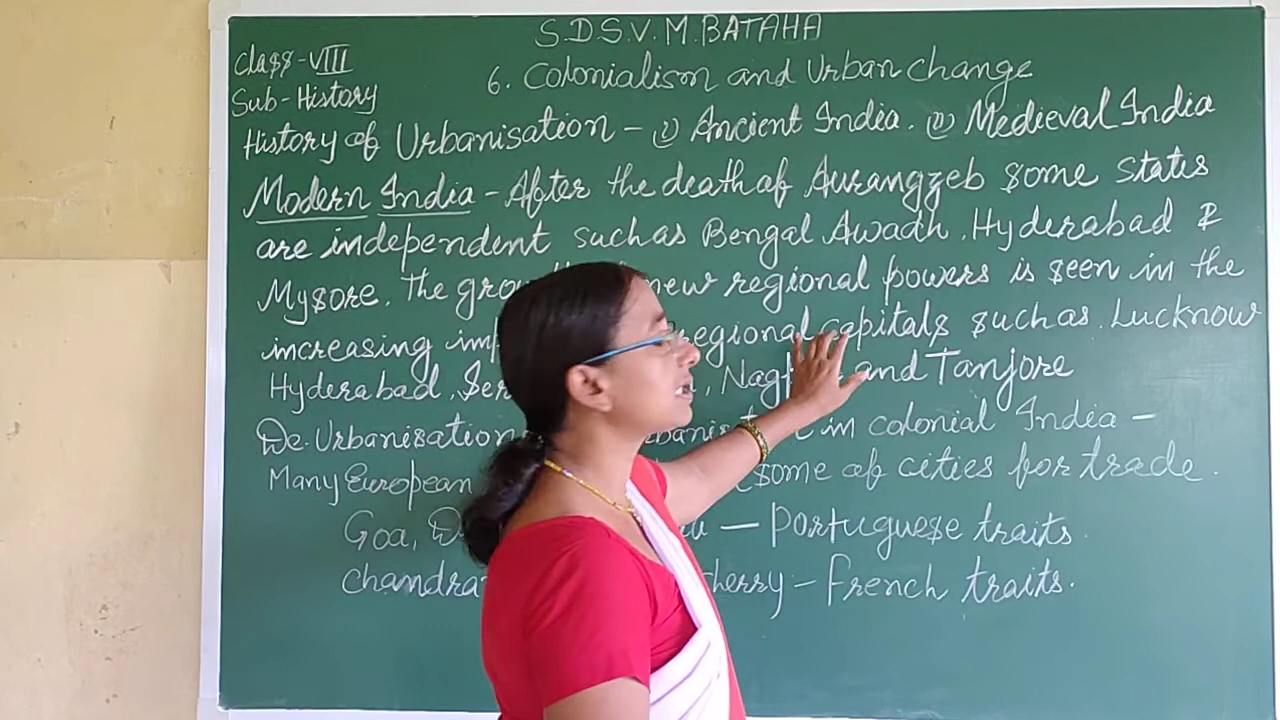 S.D.S.V.M.BATAHA
Class-VIII
Sub-History
6. Colonialism and Urban change
History of Urbanisation - i) Ancient India. ii) Medieval India
Modern India - After the death of Aurangzeb some states
are independent such as Bengal, Awadh, Hyderabad &
Mysore. The new regional powers is seen in the
increasing regional capitals such as. Lucknow
Hyderabad, and Tanjore
De-Urbanisation in colonial India -
Many European some of cities for trade.
Goa, - Portuguese traits.
- French traits.